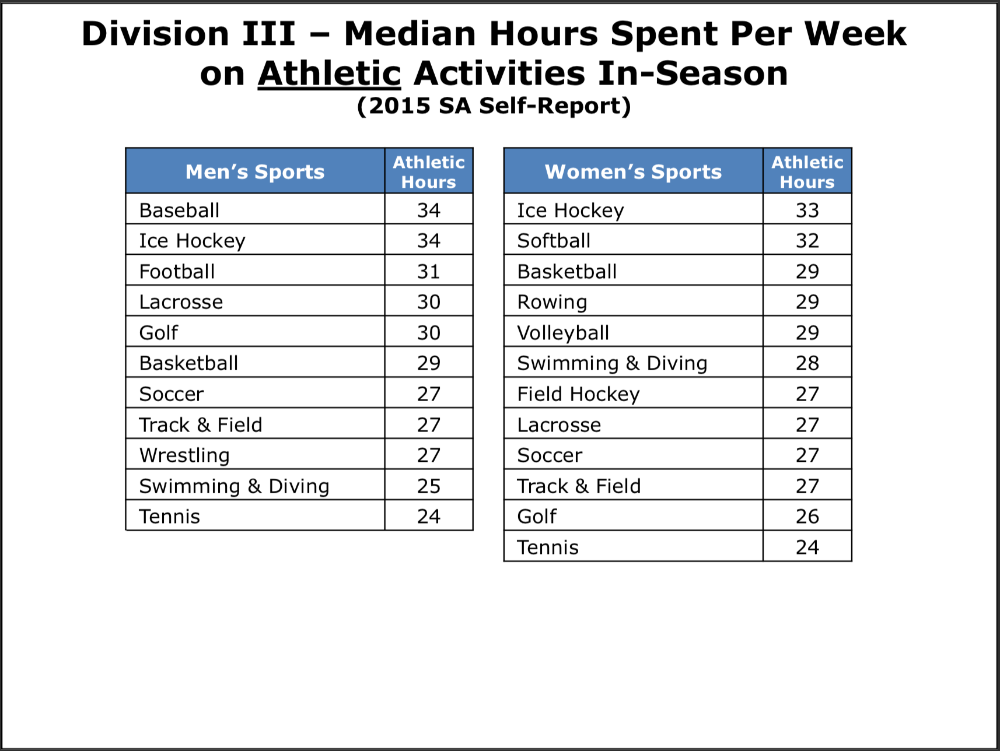 Division III – Median Hours Spent Per Week
on Athletic Activities In-Season
(2015 SA Self-Report)
Men’s Sports Athletic Hours
Baseball 34
Ice Hockey 34
Football 31
Lacrosse 30
Golf 30
Basketball 29
Soccer 27
Track & Field 27
Wrestling 27
Swimming & Diving 25
Tennis 24
Women’s Sports Athletic Hours
Ice Hockey 33
Softball 32
Basketball 29
Rowing 29
Volleyball 29
Swimming & Diving 28
Field Hockey 27
Lacrosse 27
Soccer 27
Track & Field 27
Golf 26
Tennis 24